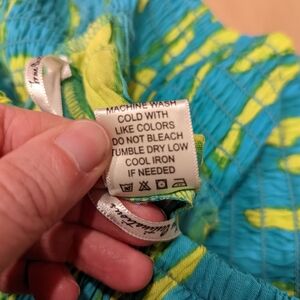 MACHINE WASH
COLD WITH
LIKE COLORS
DO NOT BLEACH
TUMBLE DRY LOW
COOL IRON
IF NEEDED